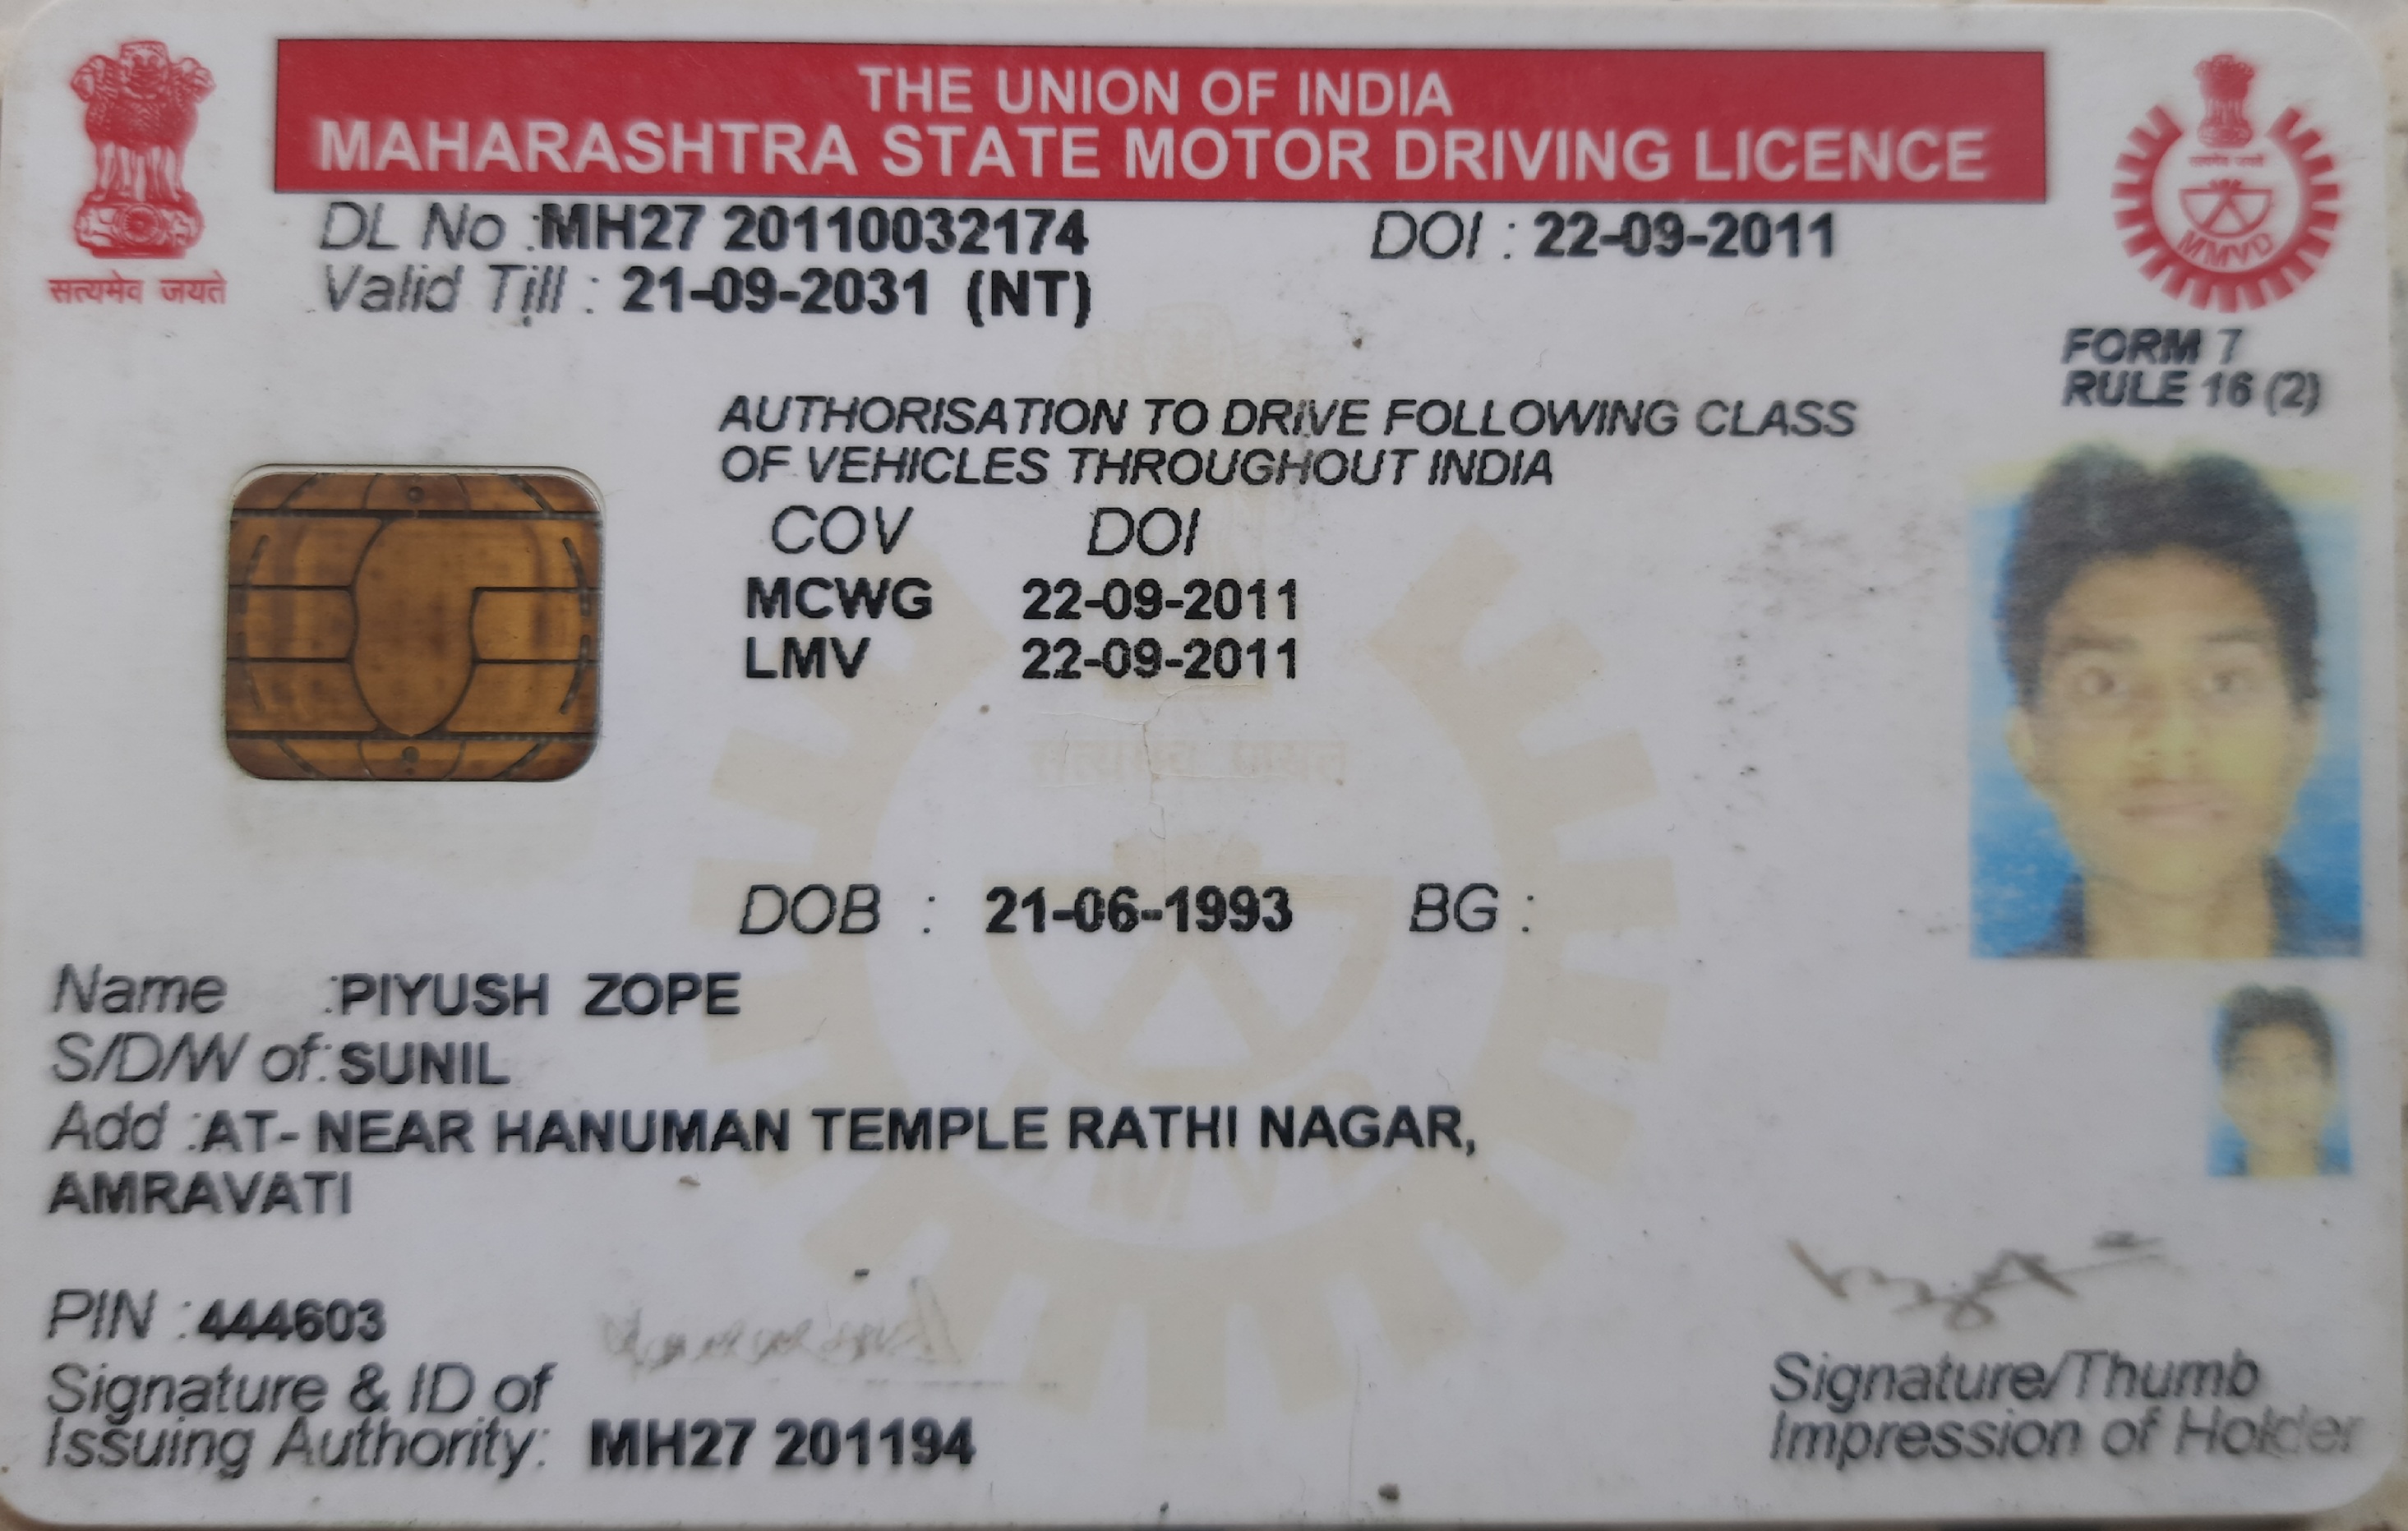 THE UNION OF INDIA
MAHARASHTRA STATE MOTOR DRIVING LICENCE
सत्यमेव जयते
DL No :MH27 20110032174 DOI : 22-09-2011
Valid Till : 21-09-2031 (NT)
MMVD
FORM 7
RULE 16 (2)
AUTHORISATION TO DRIVE FOLLOWING CLASS
OF VEHICLES THROUGHOUT INDIA
COV DOI
MCWG 22-09-2011
LMV 22-09-2011
DOB : 21-06-1993 BG :
Name :PIYUSH ZOPE
S/D/W of:SUNIL
Add :AT- NEAR HANUMAN TEMPLE RATHI NAGAR,
AMRAVATI
PIN :444603
Signature & ID of
Issuing Authority: MH27 201194
Signature/Thumb
Impression of Holder